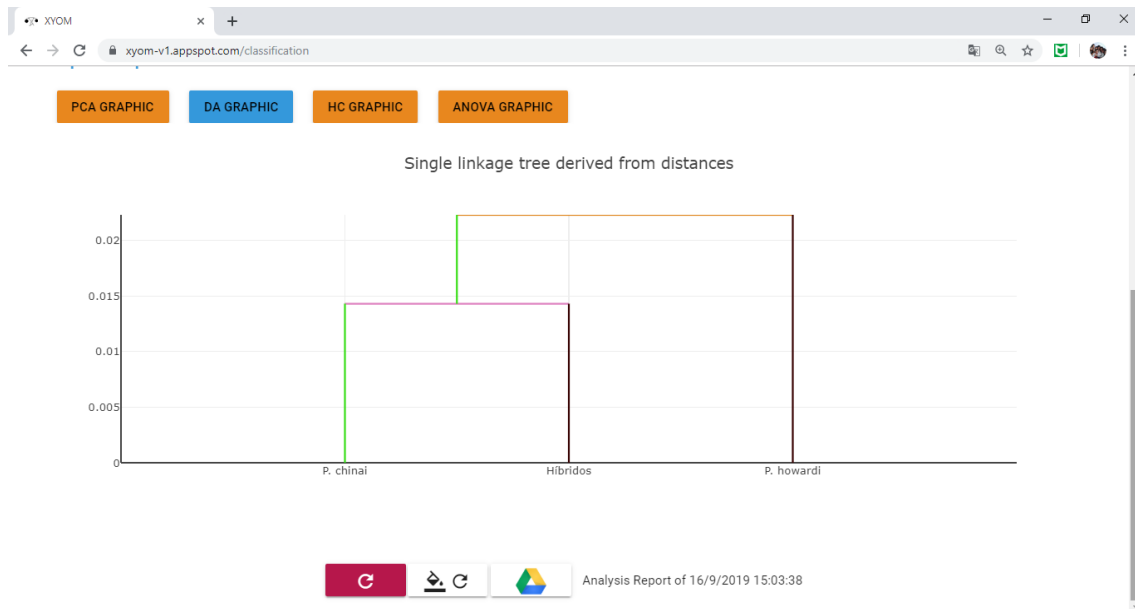 XYOM
xyom-v1.appspot.com/classification
PCA GRAPHIC DA GRAPHIC HC GRAPHIC ANOVA GRAPHIC
Single linkage tree derived from distances
0.02
0.015
0.01
0.005
0
P. chinai Híbridos P. howardi
Analysis Report of 16/9/2019 15:03:38